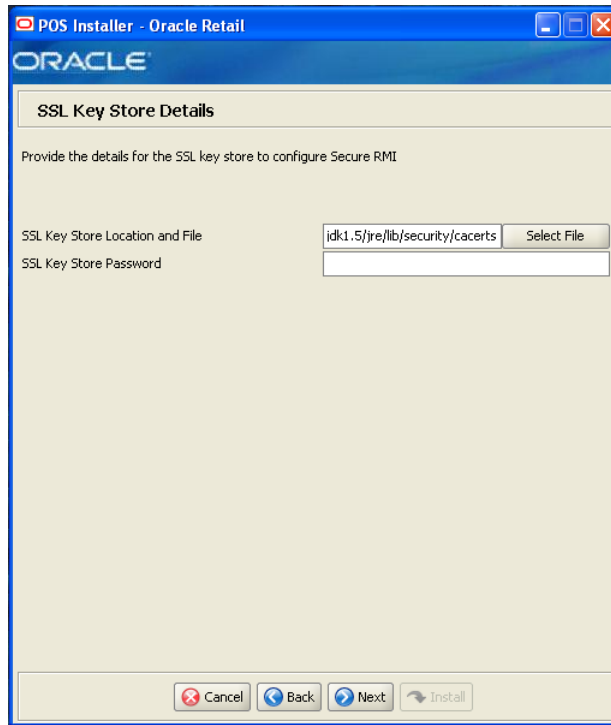 POS Installer - Oracle Retail
ORACLE
SSL Key Store Details
Provide the details for the SSL key store to configure Secure RMI
SSL Key Store Location and File
jdk1.5/jre/lib/security/cacerts
Select File
SSL Key Store Password
Cancel
Back
Next
Install